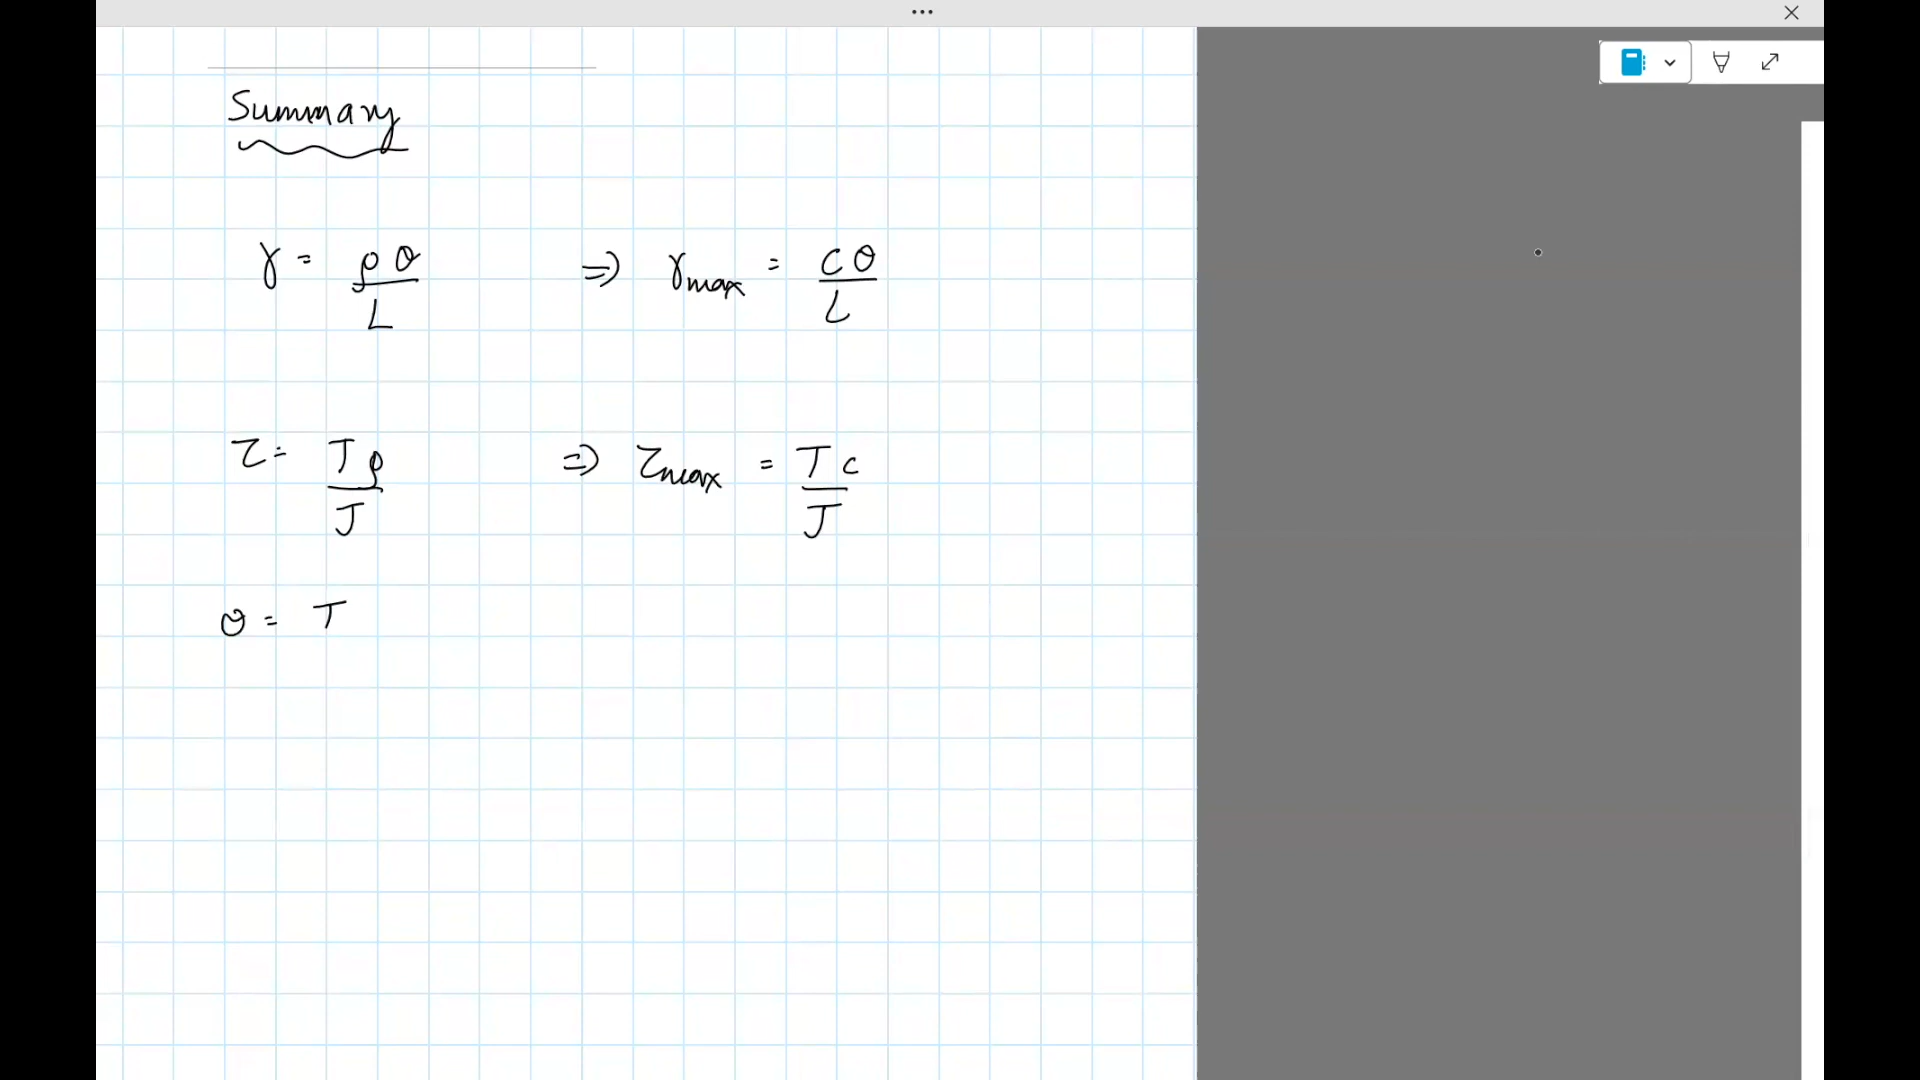 Summary
γ = ρθ/L ⇒ γmax = cθ/L
τ = Tρ/J ⇒ τmax = Tc/J
θ = T